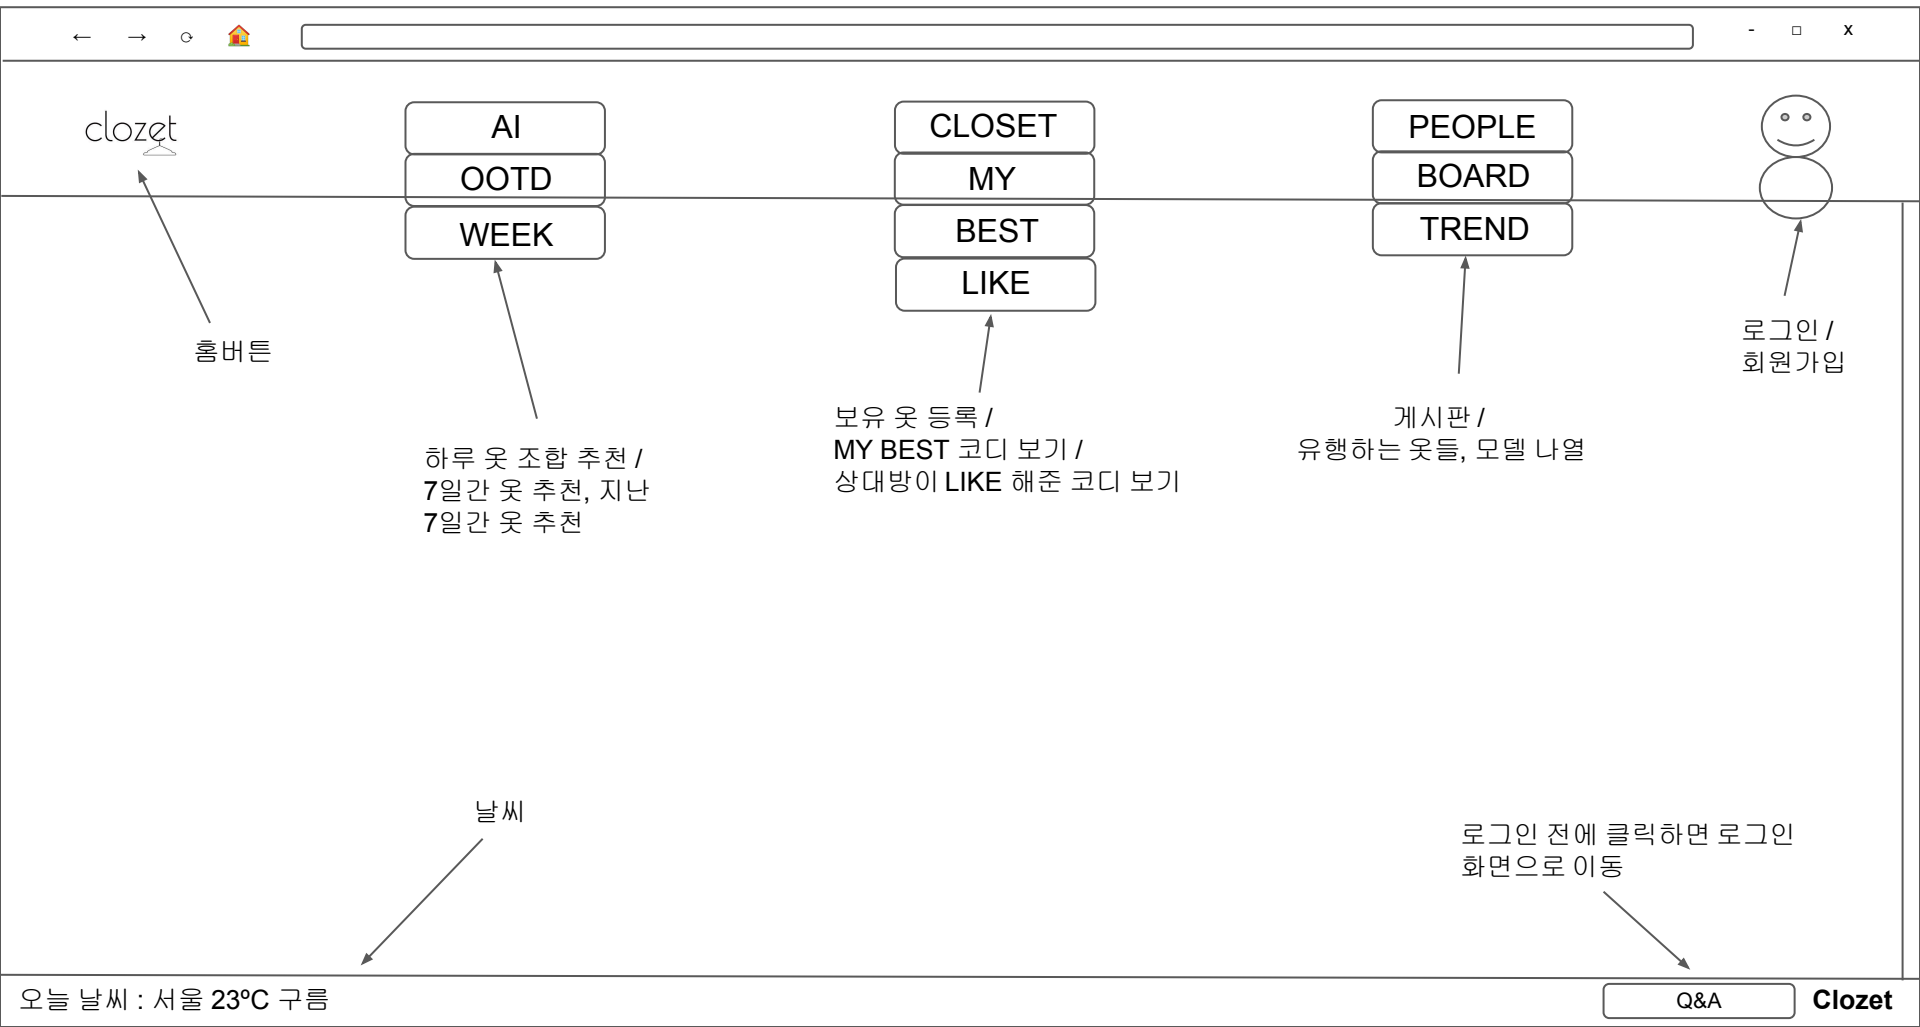 - □ x
clozet
AI
OOTD
WEEK
CLOSET
MY
BEST
LIKE
PEOPLE
BOARD
TREND
홈버튼
하루 옷 조합 추천 /
7일간 옷 추천, 지난
7일간 옷 추천
보유 옷 등록 /
MY BEST 코디 보기 /
상대방이 LIKE 해준 코디 보기
게시판 /
유행하는 옷들, 모델 나열
로그인 /
회원가입
날씨
로그인 전에 클릭하면 로그인
화면으로 이동
오늘 날씨 : 서울 23ºC 구름
Q&A
Clozet